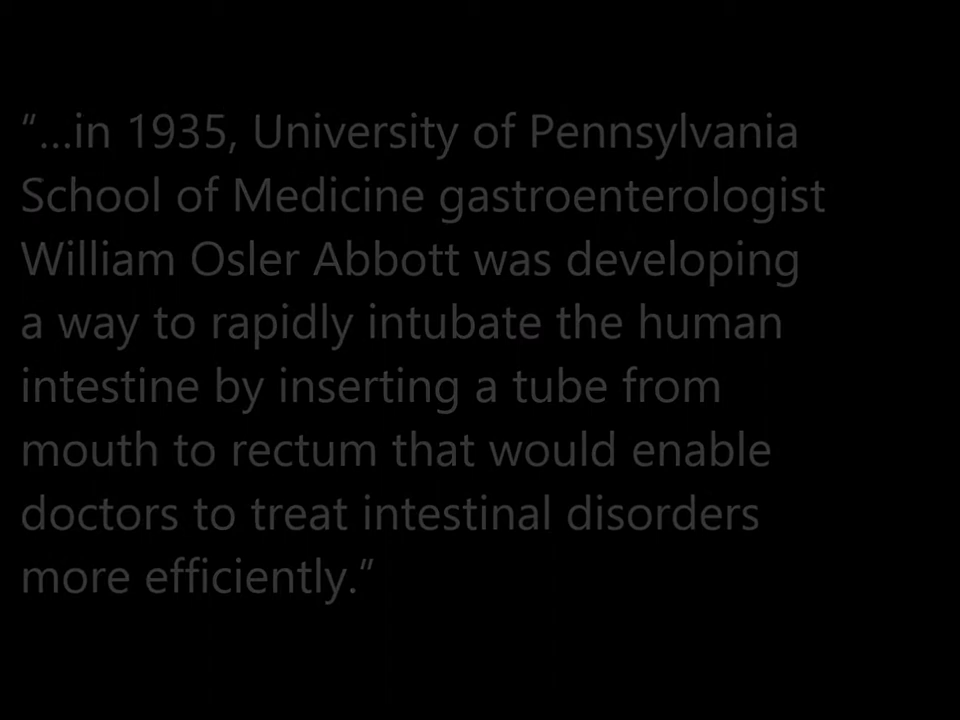 “…in 1935, University of Pennsylvania
School of Medicine gastroenterologist
William Osler Abbott was developing
a way to rapidly intubate the human
intestine by inserting a tube from
mouth to rectum that would enable
doctors to treat intestinal disorders
more efficiently.”